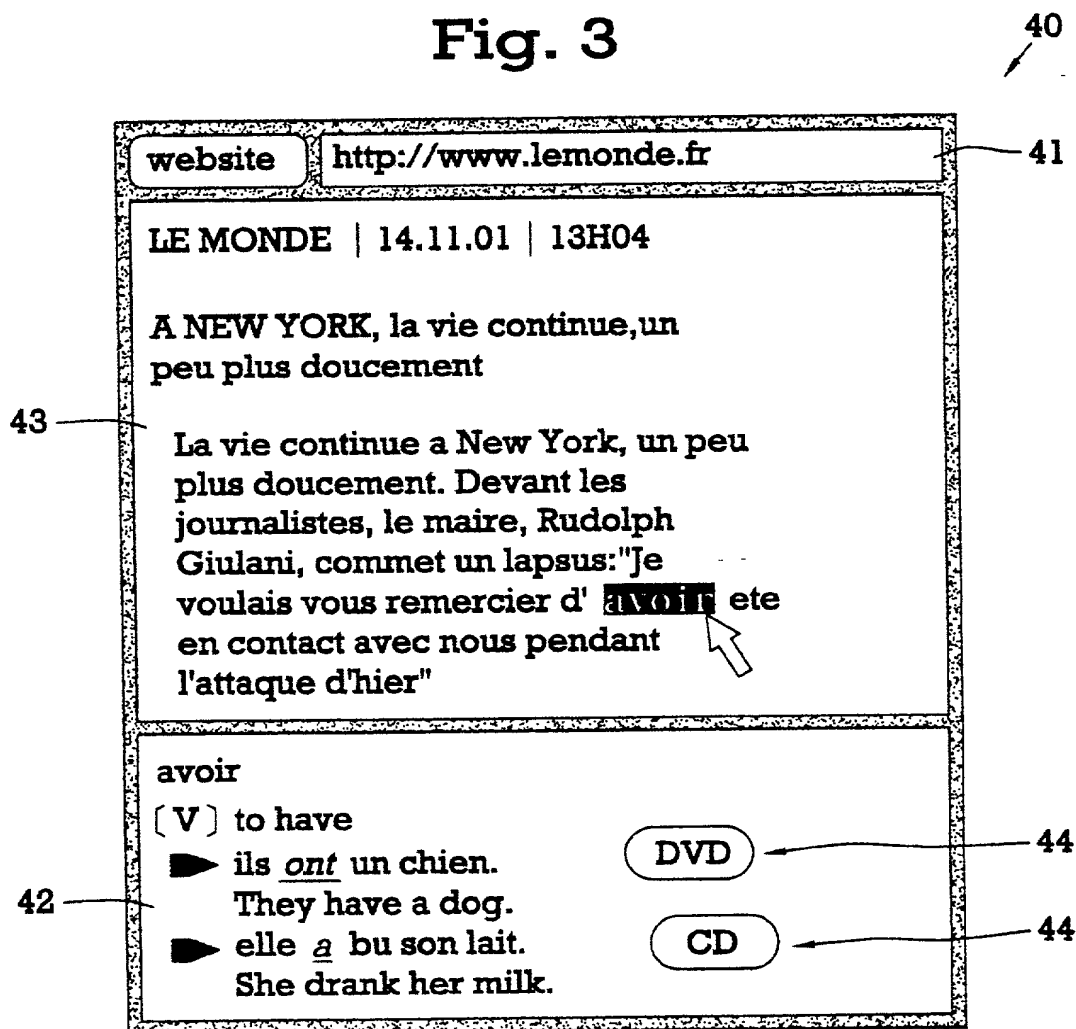 Fig. 3
40
website
http://www.lemonde.fr
41
LE MONDE | 14.11.01 | 13H04
A NEW YORK, la vie continue,un
peu plus doucement
43
La vie continue a New York, un peu
plus doucement. Devant les
journalistes, le maire, Rudolph
Giulani, commet un lapsus:"Je
voulais vous remercier d' avoir ete
en contact avec nous pendant
l'attaque d'hier"
avoir
[V] to have
ils ont un chien.
They have a dog.
DVD
44
42
elle a bu son lait.
She drank her milk.
CD
44